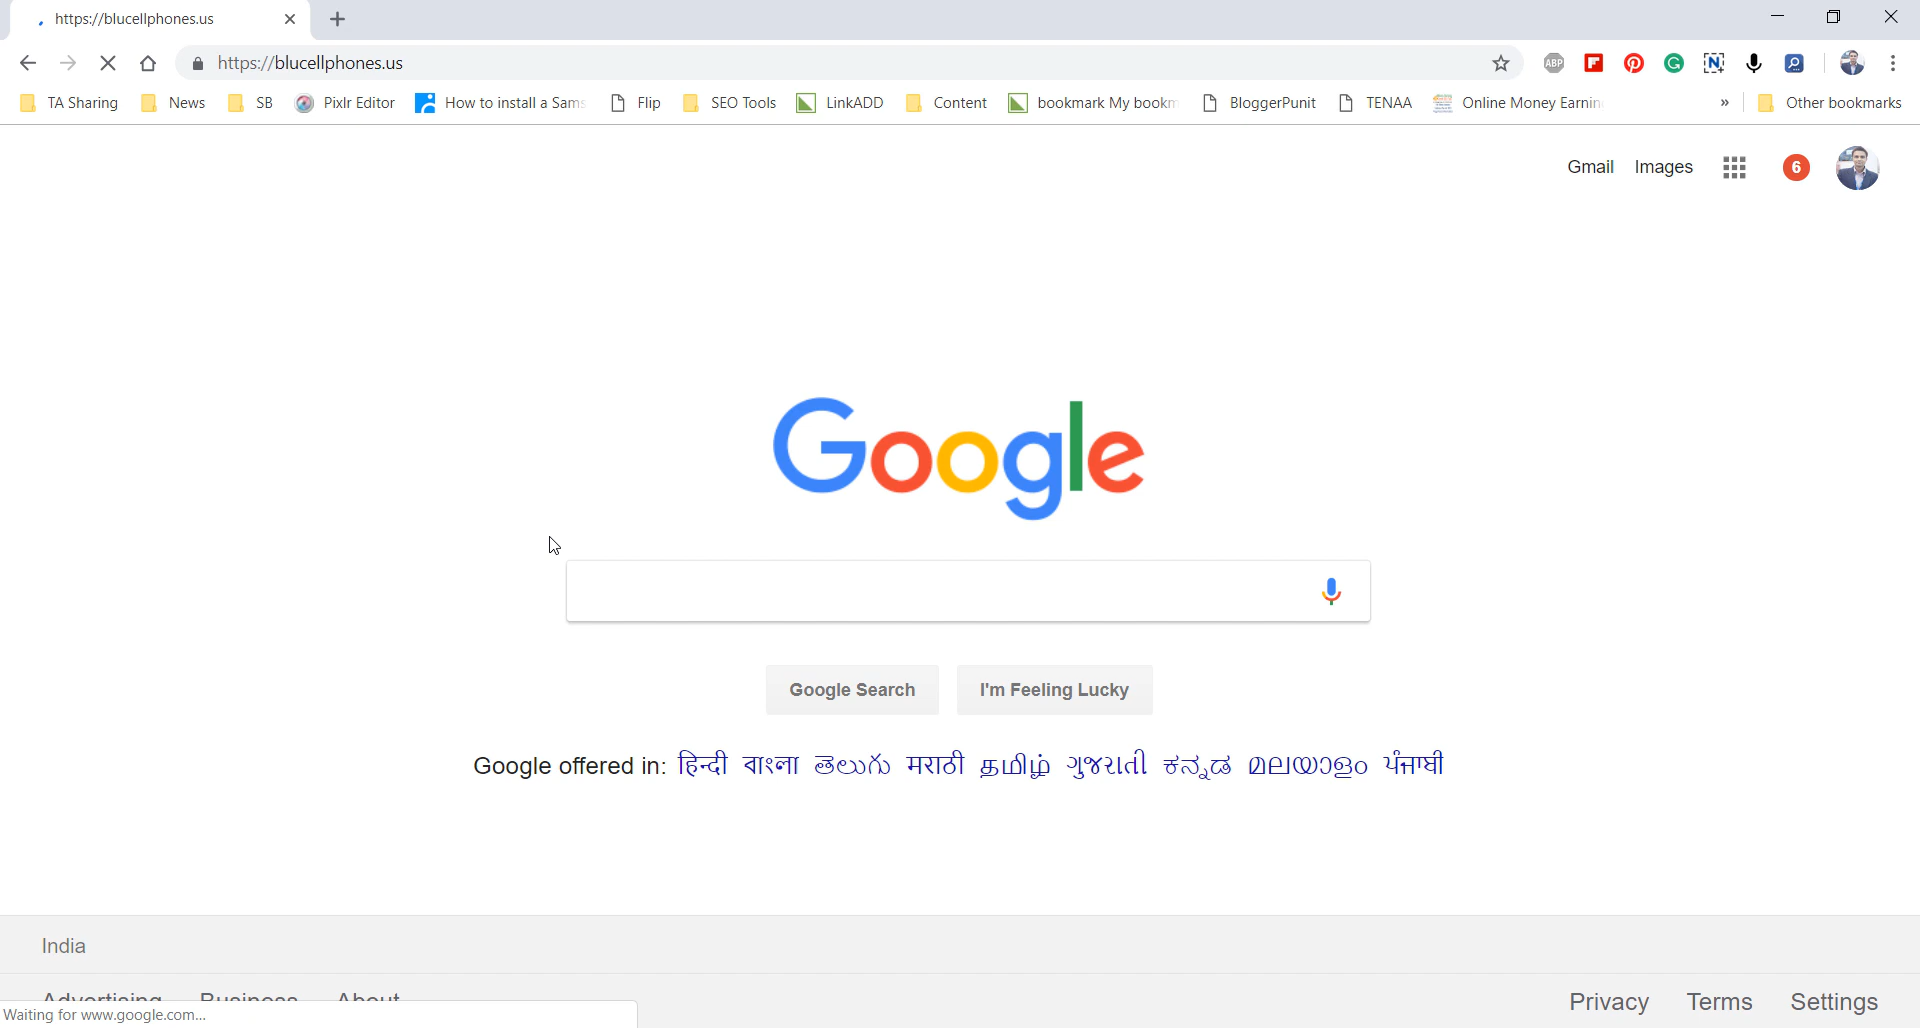 https://blucellphones.us
https://blucellphones.us
ABP
TA Sharing News SB Pixlr Editor How to install a Sams Flip SEO Tools LinkADD Content bookmark My bookm BloggerPunit TENAA Online Money Earnin » Other bookmarks
Gmail Images 6
Google
Google Search I'm Feeling Lucky
Google offered in: हिन्दी বাংলা తెలుగు मराठी தமிழ் ગુજરાતી ಕನ್ನಡ മലയാളം ਪੰਜਾਬੀ
India
Advertising Business About Privacy Terms Settings
Waiting for www.google.com...